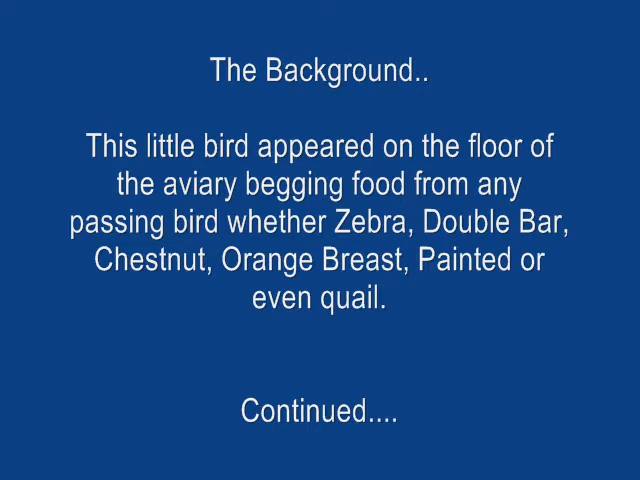 The Background..
This little bird appeared on the floor of
the aviary begging food from any
passing bird whether Zebra, Double Bar,
Chestnut, Orange Breast, Painted or
even quail.
Continued....